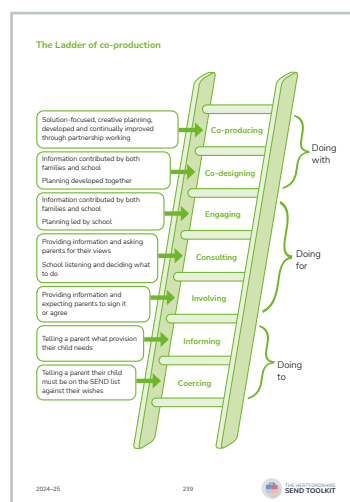 The Ladder of co-production
Solution-focused, creative planning,
developed and continually improved
through partnership working
Co-producing
Information contributed by both
families and school
Planning developed together
Co-designing
Doing
with
Information contributed by both
families and school
Planning led by school
Engaging
Providing information and asking
parents for their views
School listening and deciding what
to do
Consulting
Doing
for
Providing information and
expecting parents to sign it
or agree
Involving
Telling a parent what provision
their child needs
Informing
Telling a parent their child
must be on the SEND list
against their wishes
Coercing
Doing
to
2024–25
239
THE HERTFORDSHIRE
SEND TOOLKIT